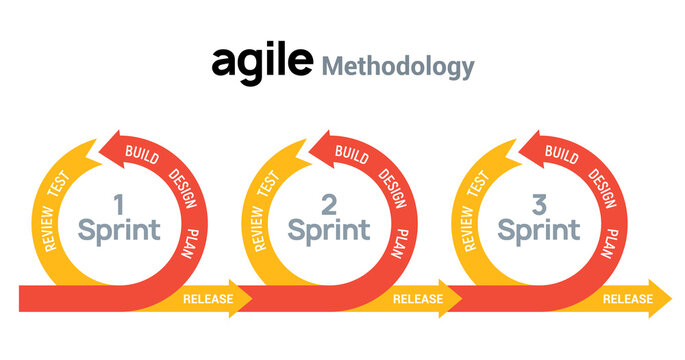 agile Methodology
1
Sprint
REVIEW TEST
BUILD DESIGN PLAN
RELEASE
2
Sprint
REVIEW TEST
BUILD DESIGN PLAN
RELEASE
3
Sprint
REVIEW TEST
BUILD DESIGN PLAN
RELEASE